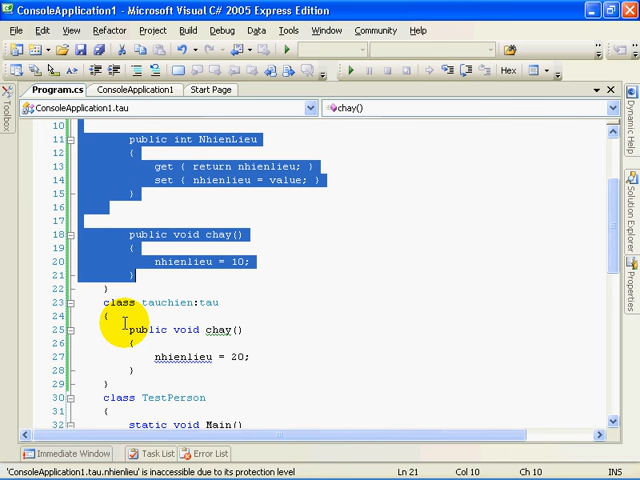 ConsoleApplication1.tau - Microsoft Visual C# 2005 Express Edition
File Edit View Refactor Project Build Debug Data Tools Window Community Help
Hex
Program.cs ConsoleApplication1 Start Page
ConsoleApplication1.tau chay()
Toolbox
Dynamic Help
Solution Explorer
Properties
10
11 public int NhienLieu
12 {
13 get { return nhienlieu; }
14 set { nhienlieu = value; }
15 }
16
17
18 public void chay()
19 {
20 nhienlieu = 10;
21 }
22 }
23 class tauchien:tau
24 {
25 public void chay()
26 {
27 nhienlieu = 20;
28 }
29 }
30 class TestPerson
31 {
32 static void Main()
Immediate Window Task List Error List
'ConsoleApplication1.tau.nhienlieu' is inaccessible due to its protection level Ln 21 Col 10 Ch 10 INS